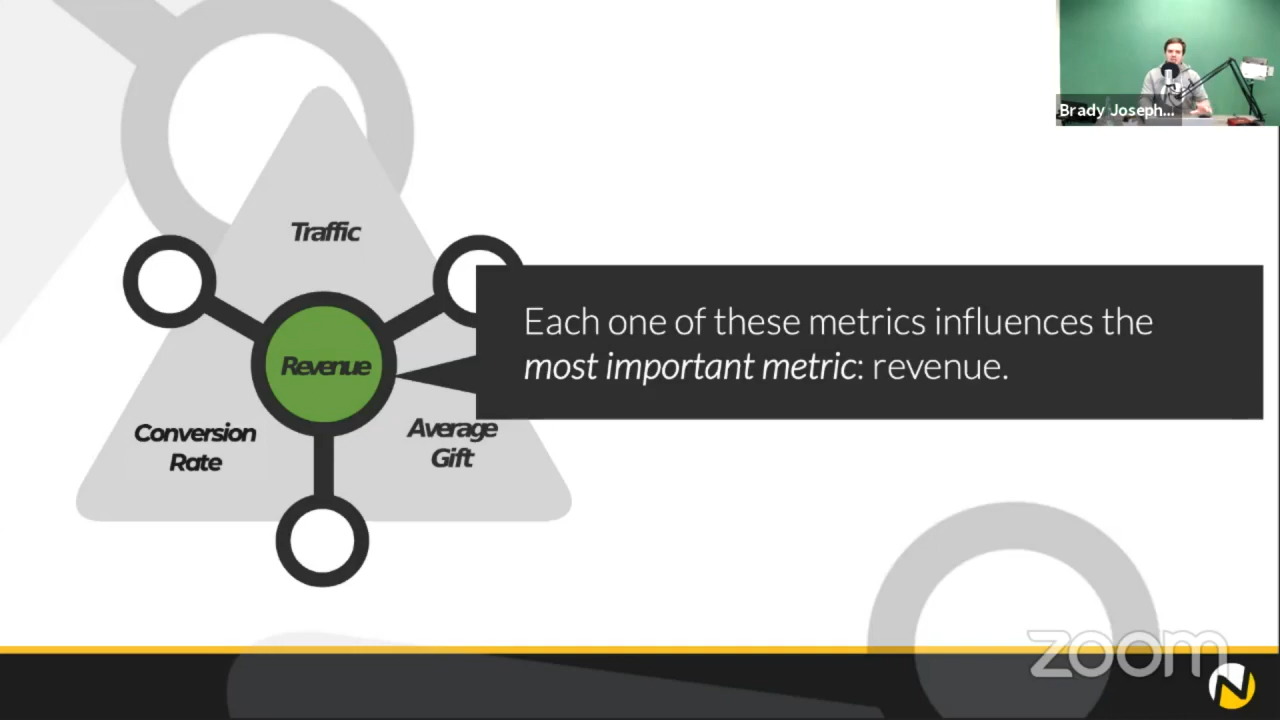 Brady Joseph...
Traffic
Revenue
Each one of these metrics influences the
most important metric: revenue.
Conversion
Rate
Average
Gift
zoom
N